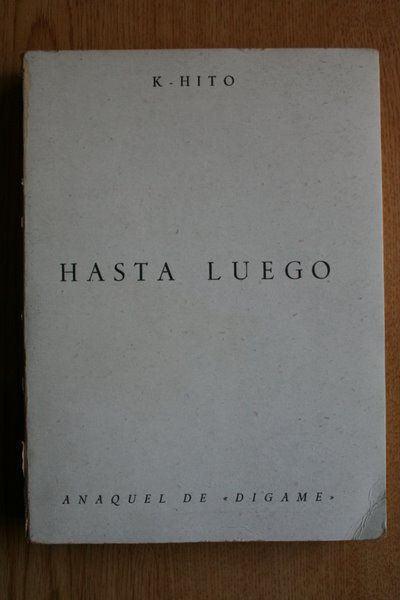 K-HITO
HASTA LUEGO
ANAQUEL DE «DIGAME»